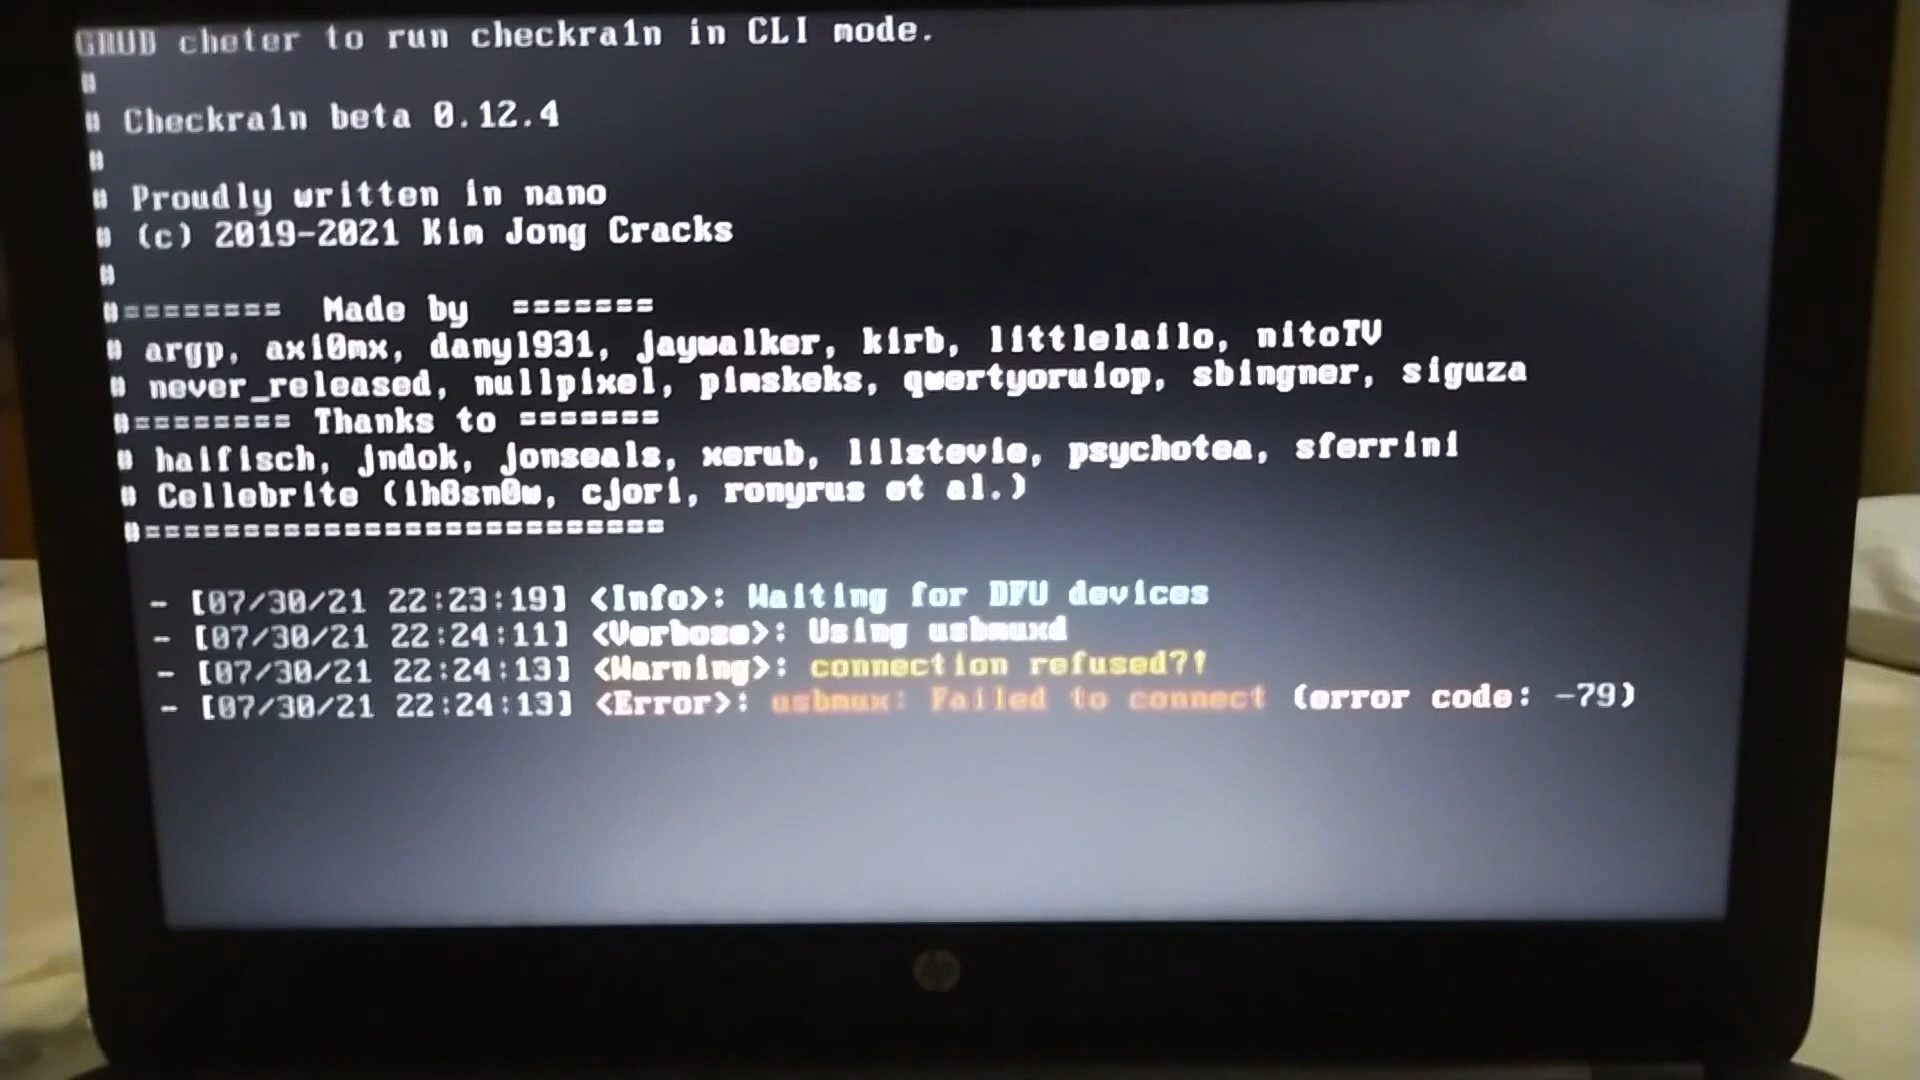 GRUB cheter to run checkra1n in CLI mode.
#
# Checkra1n beta 0.12.4
#
# Proudly written in nano
# (c) 2019-2021 Kim Jong Cracks
#
#======== Made by =======
# argp, axi0mx, danyl931, jaywalker, kirb, littlelailo, nitoTV
# never_released, nullpixel, pimskeks, qwertyoruiop, sbingner, siguza
#======== Thanks to =======
# haifisch, jndok, jonseals, xerub, lilstevie, psychotea, sferrini
# Cellebrite (ih8sn0w, cjori, ronyrus et al.)
#==========================
- [07/30/21 22:23:19] <Info>: Waiting for DFU devices
- [07/30/21 22:24:11] <Verbose>: Using usbmuxd
- [07/30/21 22:24:13] <Warning>: connection refused?!
- [07/30/21 22:24:13] <Error>: usbmux: Failed to connect (error code: -79)
hp